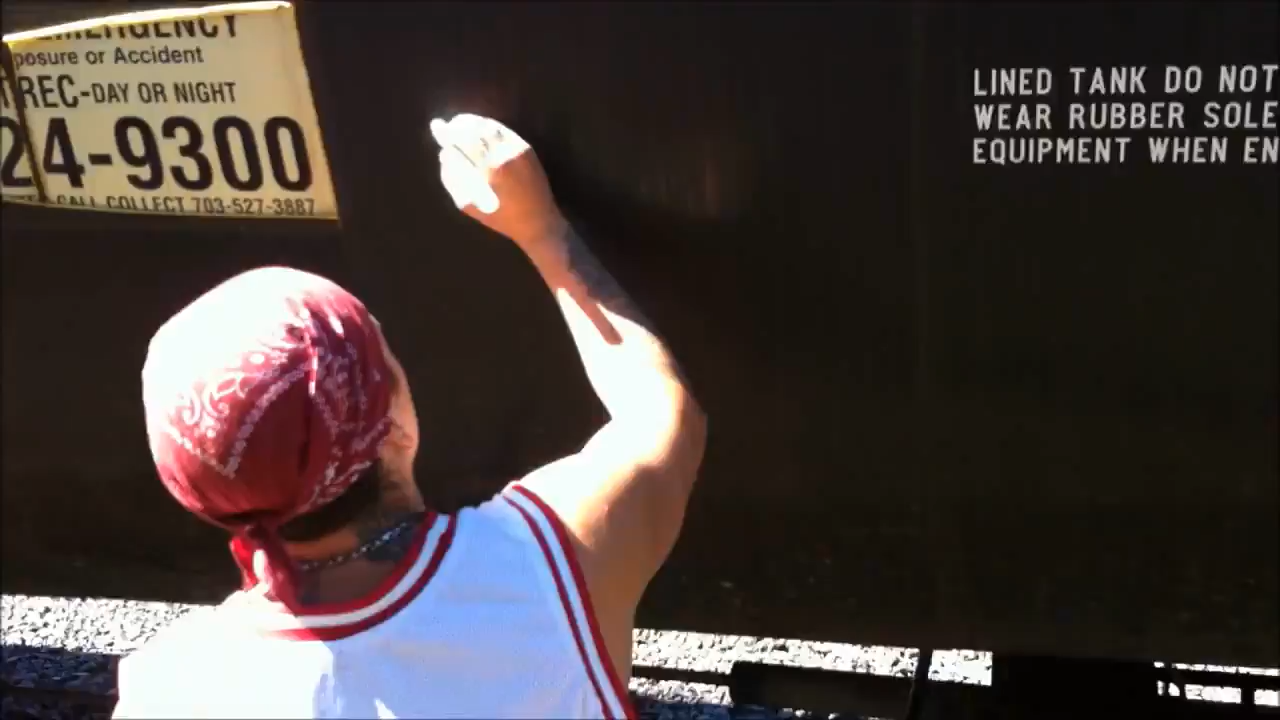 EMERGENCY
posure or Accident
REC-DAY OR NIGHT
24-9300
CALL COLLECT 703-527-3887
LINED TANK DO NOT
WEAR RUBBER SOLE
EQUIPMENT WHEN EN